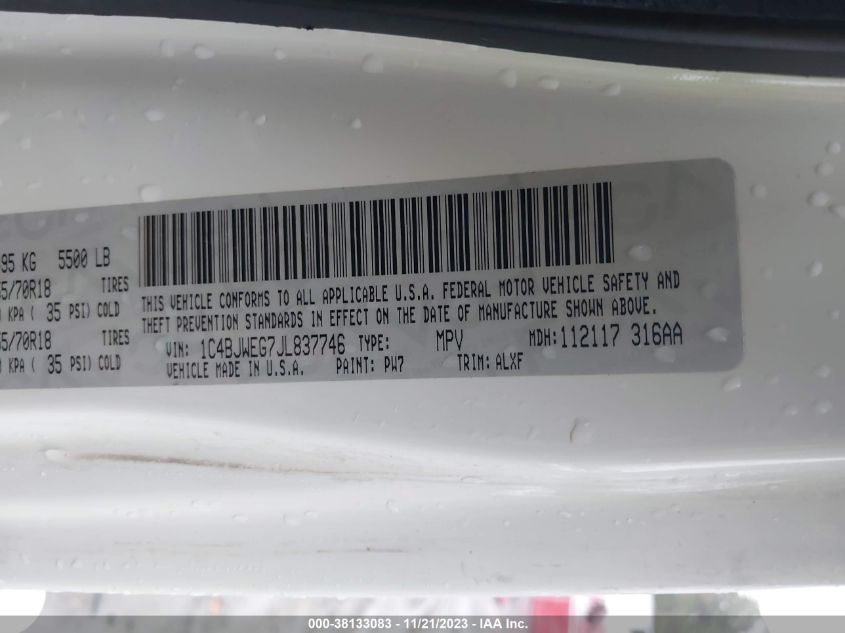 95 KG 5500 LB
5/70R18 TIRES
KPA ( 35 PSI) COLD
55/70R18 TIRES
KPA ( 35 PSI) COLD
THIS VEHICLE CONFORMS TO ALL APPLICABLE U.S.A. FEDERAL MOTOR VEHICLE SAFETY AND
THEFT PREVENTION STANDARDS IN EFFECT ON THE DATE OF MANUFACTURE SHOWN ABOVE.
VIN: 1C4BJWEG7JL837746 TYPE: MPV MDH:112117 316AA
VEHICLE MADE IN U.S.A. PAINT: PW7 TRIM: ALXF
000-38133083 - 11/21/2023 - IAA Inc.